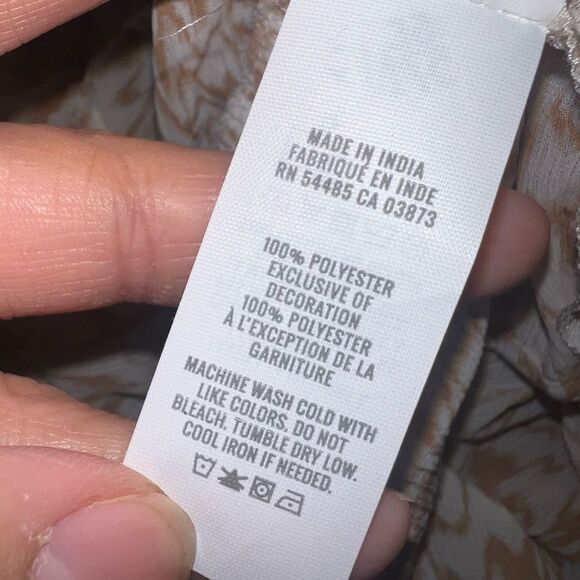 MADE IN INDIA
FABRIQUÉ EN INDE
RN 54485 CA 03873
100% POLYESTER
EXCLUSIVE OF
DECORATION
100% POLYESTER
À L'EXCEPTION DE LA
GARNITURE
MACHINE WASH COLD WITH
LIKE COLORS. DO NOT
BLEACH. TUMBLE DRY LOW.
COOL IRON IF NEEDED.